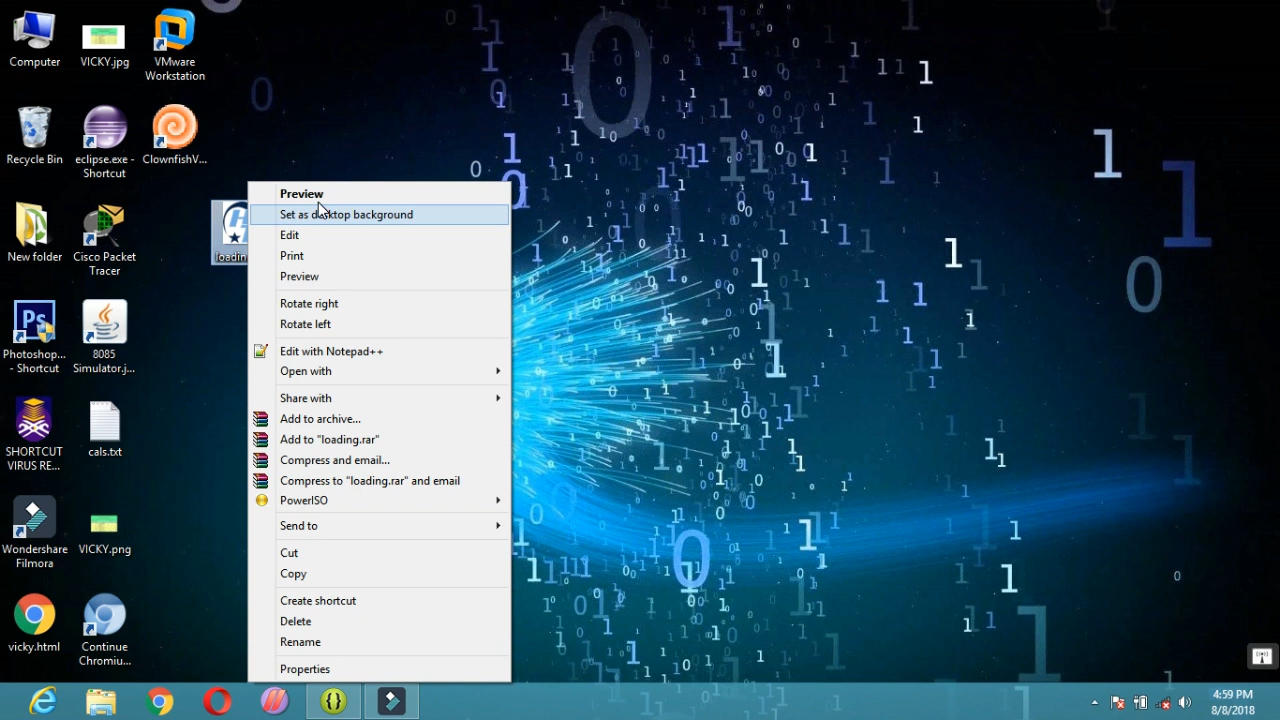 Computer
VICKY.jpg
VMware
Workstation
Recycle Bin
eclipse.exe -
Shortcut
ClownfishV...
New folder
Cisco Packet
Tracer
loadin
Photoshop...
- Shortcut
8085
Simulator.j...
SHORTCUT
VIRUS RE...
cals.txt
Wondershare
Filmora
VICKY.png
vicky.html
Continue
Chromiu...
Preview
Set as desktop background
Edit
Print
Preview
Rotate right
Rotate left
Edit with Notepad++
Open with
Share with
Add to archive...
Add to "loading.rar"
Compress and email...
Compress to "loading.rar" and email
PowerISO
Send to
Cut
Copy
Create shortcut
Delete
Rename
Properties
4:59 PM
8/8/2018